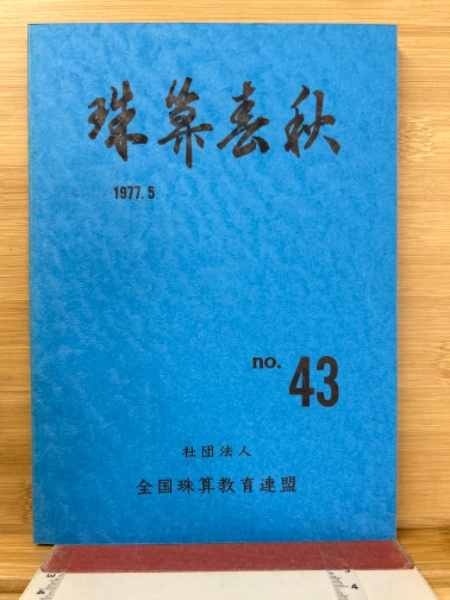 珠算春秋
1977.5
no. 43
社団法人
全国珠算教育連盟